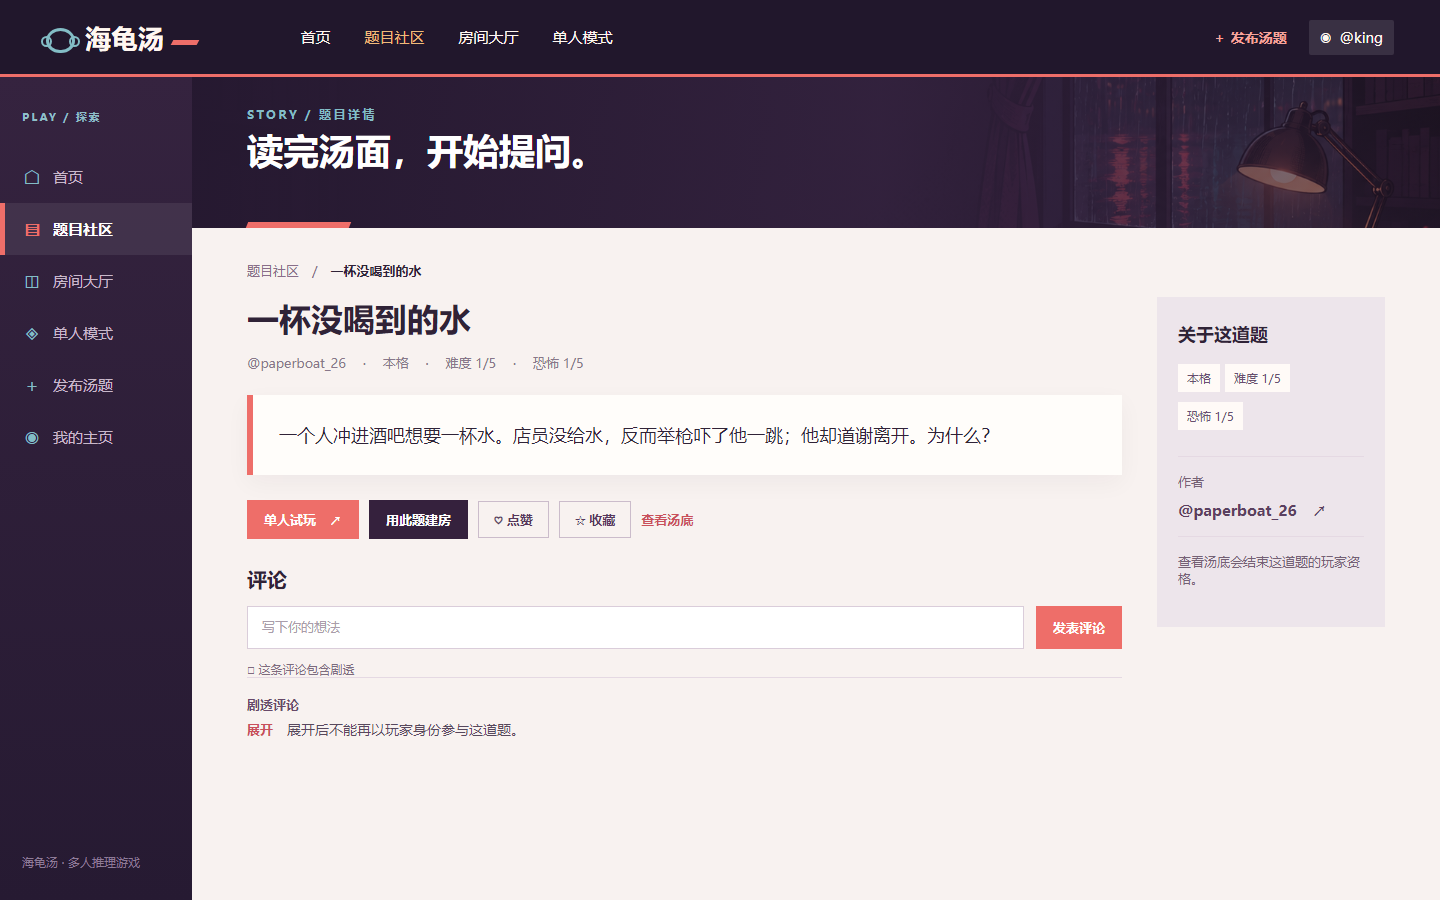 海龟汤
首页
题目社区
房间大厅
单人模式
+ 发布汤题
@king
PLAY / 探索
首页
题目社区
房间大厅
单人模式
发布汤题
我的主页
海龟汤 · 多人推理游戏
STORY / 题目详情
读完汤面，开始提问。
题目社区 / 一杯没喝到的水
一杯没喝到的水
@paperboat_26 · 本格 · 难度 1/5 · 恐怖 1/5
一个人冲进酒吧想要一杯水。店员没给水，反而举枪吓了他一跳；他却道谢离开。为什么？
单人试玩 ↗
用此题建房
♡ 点赞
☆ 收藏
查看汤底
评论
写下你的想法
发表评论
□ 这条评论包含剧透
剧透评论
展开 展开后不能再以玩家身份参与这道题。
关于这道题
本格
难度 1/5
恐怖 1/5
作者
@paperboat_26 ↗
查看汤底会结束这道题的玩家资
格。